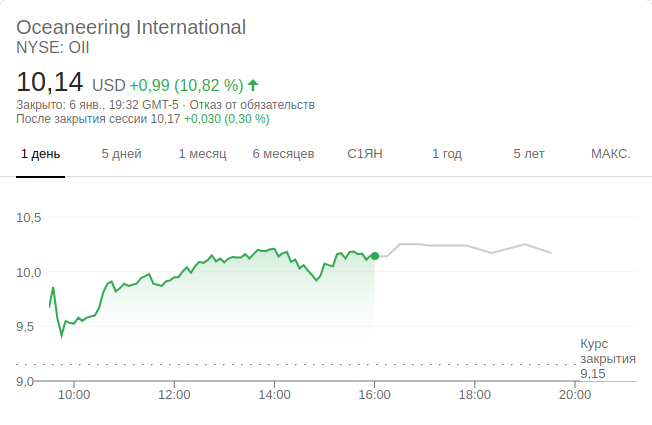 Oceaneering International
NYSE: OII
10,14 USD +0,99 (10,82 %)
Закрыто: 6 янв., 19:32 GMT-5 · Отказ от обязательств
После закрытия сессии 10,17 +0,030 (0,30 %)
1 день 5 дней 1 месяц 6 месяцев С1ЯН 1 год 5 лет МАКС.
10,5
10,0
9,5
Курс
закрытия
9,15
9,0
10:00 12:00 14:00 16:00 18:00 20:00